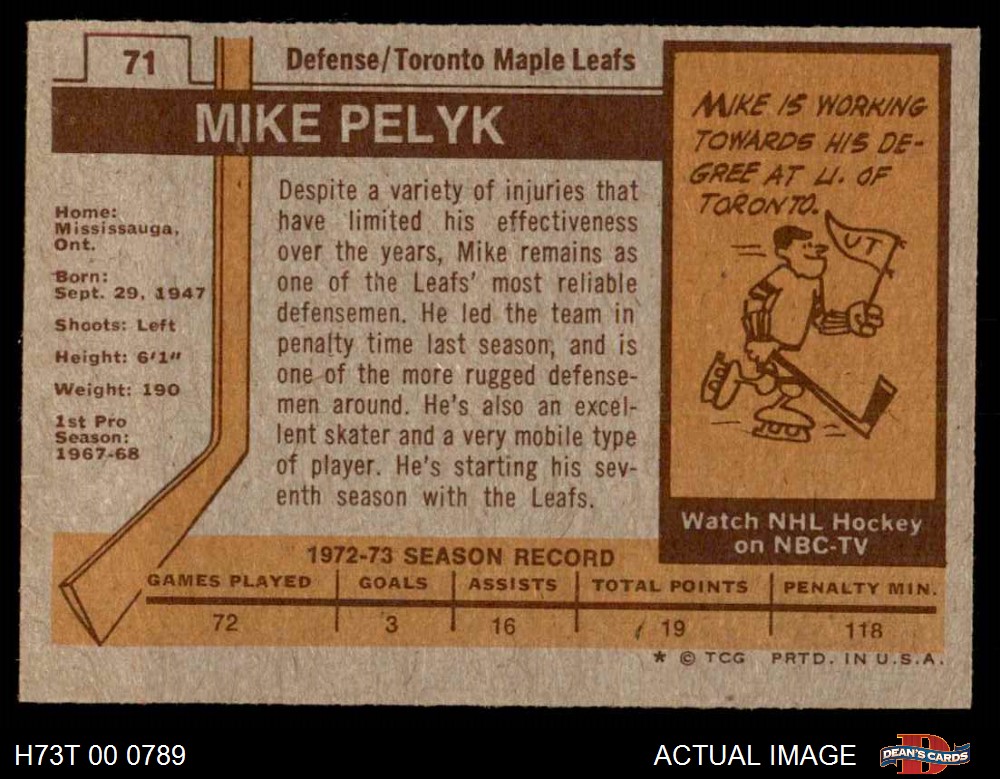 71
Defense/Toronto Maple Leafs
MIKE PELYK
Home:
Mississauga,
Ont.
Born:
Sept. 29, 1947
Shoots: Left
Height: 6'1"
Weight: 190
1st Pro
Season:
1967-68
Despite a variety of injuries that
have limited his effectiveness
over the years, Mike remains as
one of the Leafs' most reliable
defensemen. He led the team in
penalty time last season, and is
one of the more rugged defense-
men around. He's also an excel-
lent skater and a very mobile type
of player. He's starting his sev-
enth season with the Leafs.
MIKE IS WORKING
TOWARDS HIS DE-
GREE AT U. OF
TORONTO.
UT
Watch NHL Hockey
on NBC-TV
1972-73 SEASON RECORD
GAMES PLAYED GOALS ASSISTS TOTAL POINTS PENALTY MIN.
72 3 16 19 118
* © TCG PRTD. IN U.S.A.
H73T 00 0789
ACTUAL IMAGE
D
DEAN'S CARDS